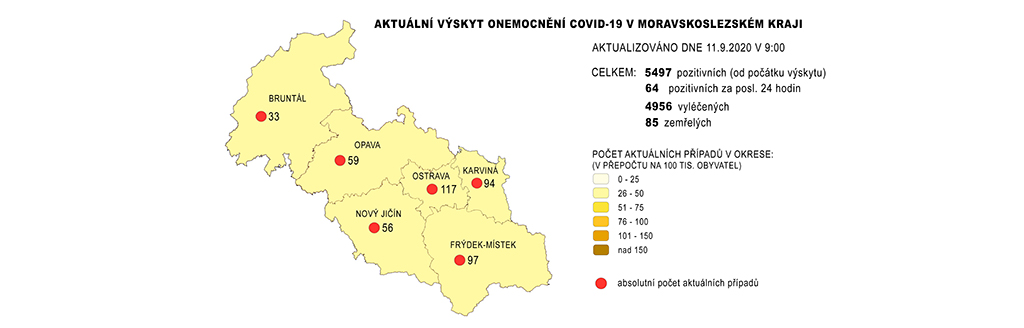 AKTUÁLNÍ VÝSKYT ONEMOCNĚNÍ COVID-19 V MORAVSKOSLEZSKÉM KRAJI
AKTUALIZOVÁNO DNE 11.9.2020 V 9:00
CELKEM: 5497 pozitivních (od počátku výskytu)
64 pozitivních za posl. 24 hodin
4956 vyléčených
85 zemřelých
BRUNTÁL
33
OPAVA
59
OSTRAVA
117
KARVINÁ
94
NOVÝ JIČÍN
56
FRÝDEK-MÍSTEK
97
POČET AKTUÁLNÍCH PŘÍPADŮ V OKRESE:
(V PŘEPOČTU NA 100 TIS. OBYVATEL)
0 - 25
26 - 50
51 - 75
76 - 100
101 - 150
nad 150
absolutní počet aktuálních případů